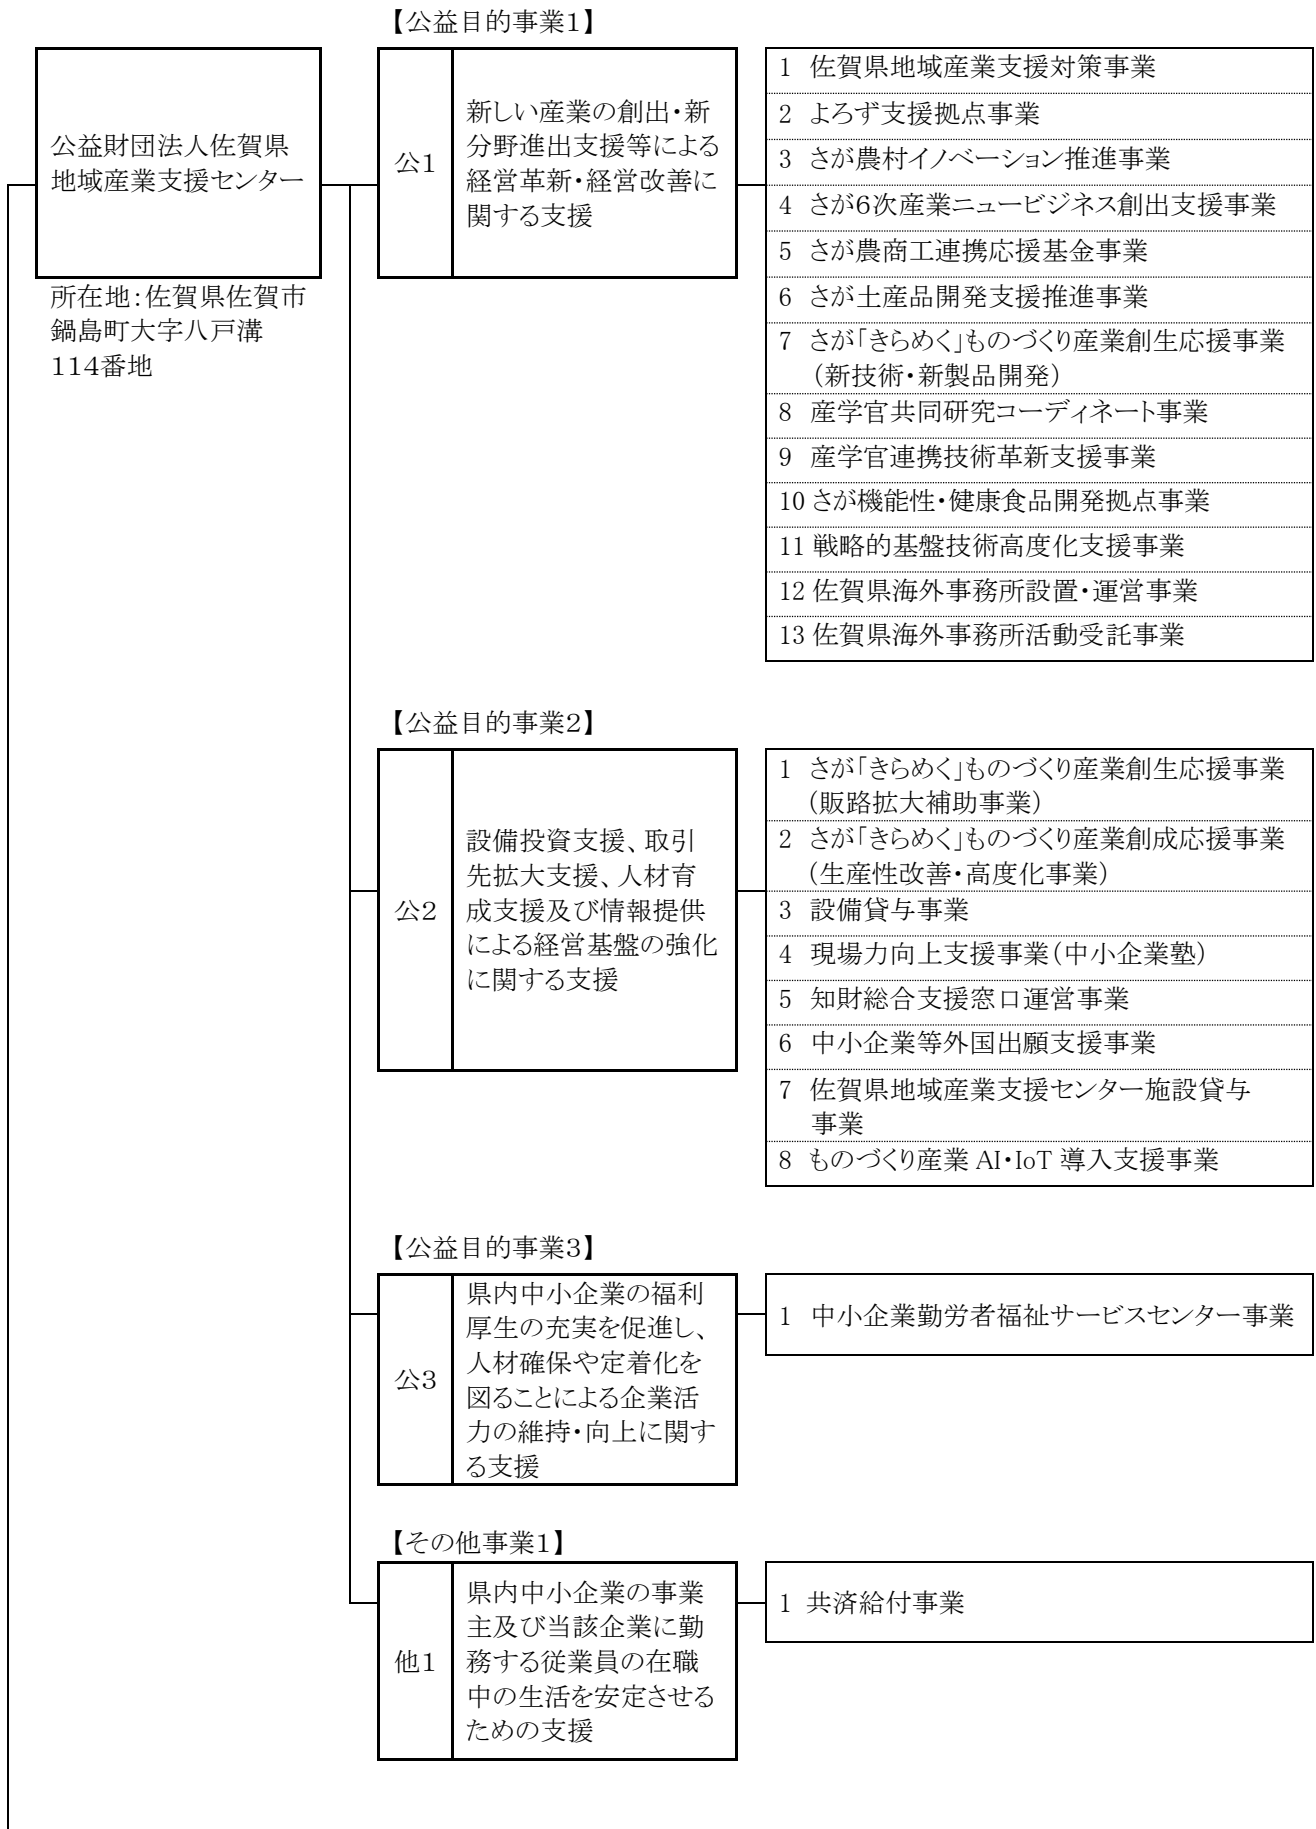 【公益目的事業1】
公益財団法人佐賀県
地域産業支援センター
所在地:佐賀県佐賀市
鍋島町大字八戸溝
114番地
公1
新しい産業の創出・新
分野進出支援等による
経営革新・経営改善に
関する支援
1 佐賀県地域産業支援対策事業
2 よろず支援拠点事業
3 さが農村イノベーション推進事業
4 さが6次産業ニュービジネス創出支援事業
5 さが農商工連携応援基金事業
6 さが土産品開発支援推進事業
7 さが「きらめく」ものづくり産業創生応援事業
(新技術・新製品開発)
8 産学官共同研究コーディネート事業
9 産学官連携技術革新支援事業
10 さが機能性・健康食品開発拠点事業
11 戦略的基盤技術高度化支援事業
12 佐賀県海外事務所設置・運営事業
13 佐賀県海外事務所活動受託事業
【公益目的事業2】
公2
設備投資支援、取引
先拡大支援、人材育
成支援及び情報提供
による経営基盤の強化
に関する支援
1 さが「きらめく」ものづくり産業創生応援事業
(販路拡大補助事業)
2 さが「きらめく」ものづくり産業創成応援事業
(生産性改善・高度化事業)
3 設備貸与事業
4 現場力向上支援事業(中小企業塾)
5 知財総合支援窓口運営事業
6 中小企業等外国出願支援事業
7 佐賀県地域産業支援センター施設貸与
事業
8 ものづくり産業 AI・IoT 導入支援事業
【公益目的事業3】
公3
県内中小企業の福利
厚生の充実を促進し、
人材確保や定着化を
図ることによる企業活
力の維持・向上に関す
る支援
1 中小企業勤労者福祉サービスセンター事業
【その他事業1】
他1
県内中小企業の事業
主及び当該企業に勤
務する従業員の在職
中の生活を安定させる
ための支援
1 共済給付事業